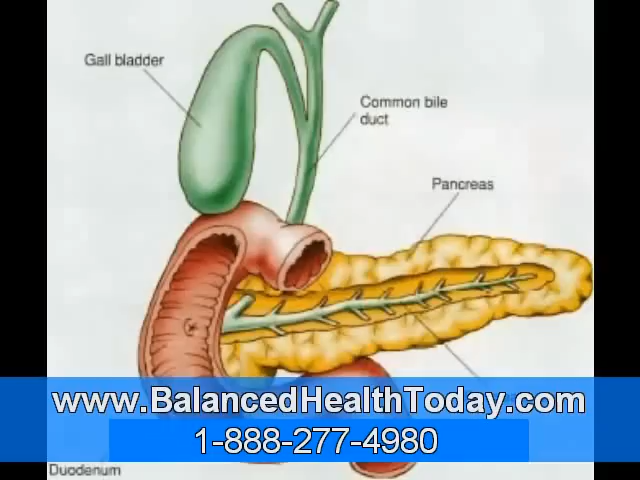 Gall bladder
Common bile
duct
Pancreas
www.BalancedHealthToday.com
1-888-277-4980
Duodenum